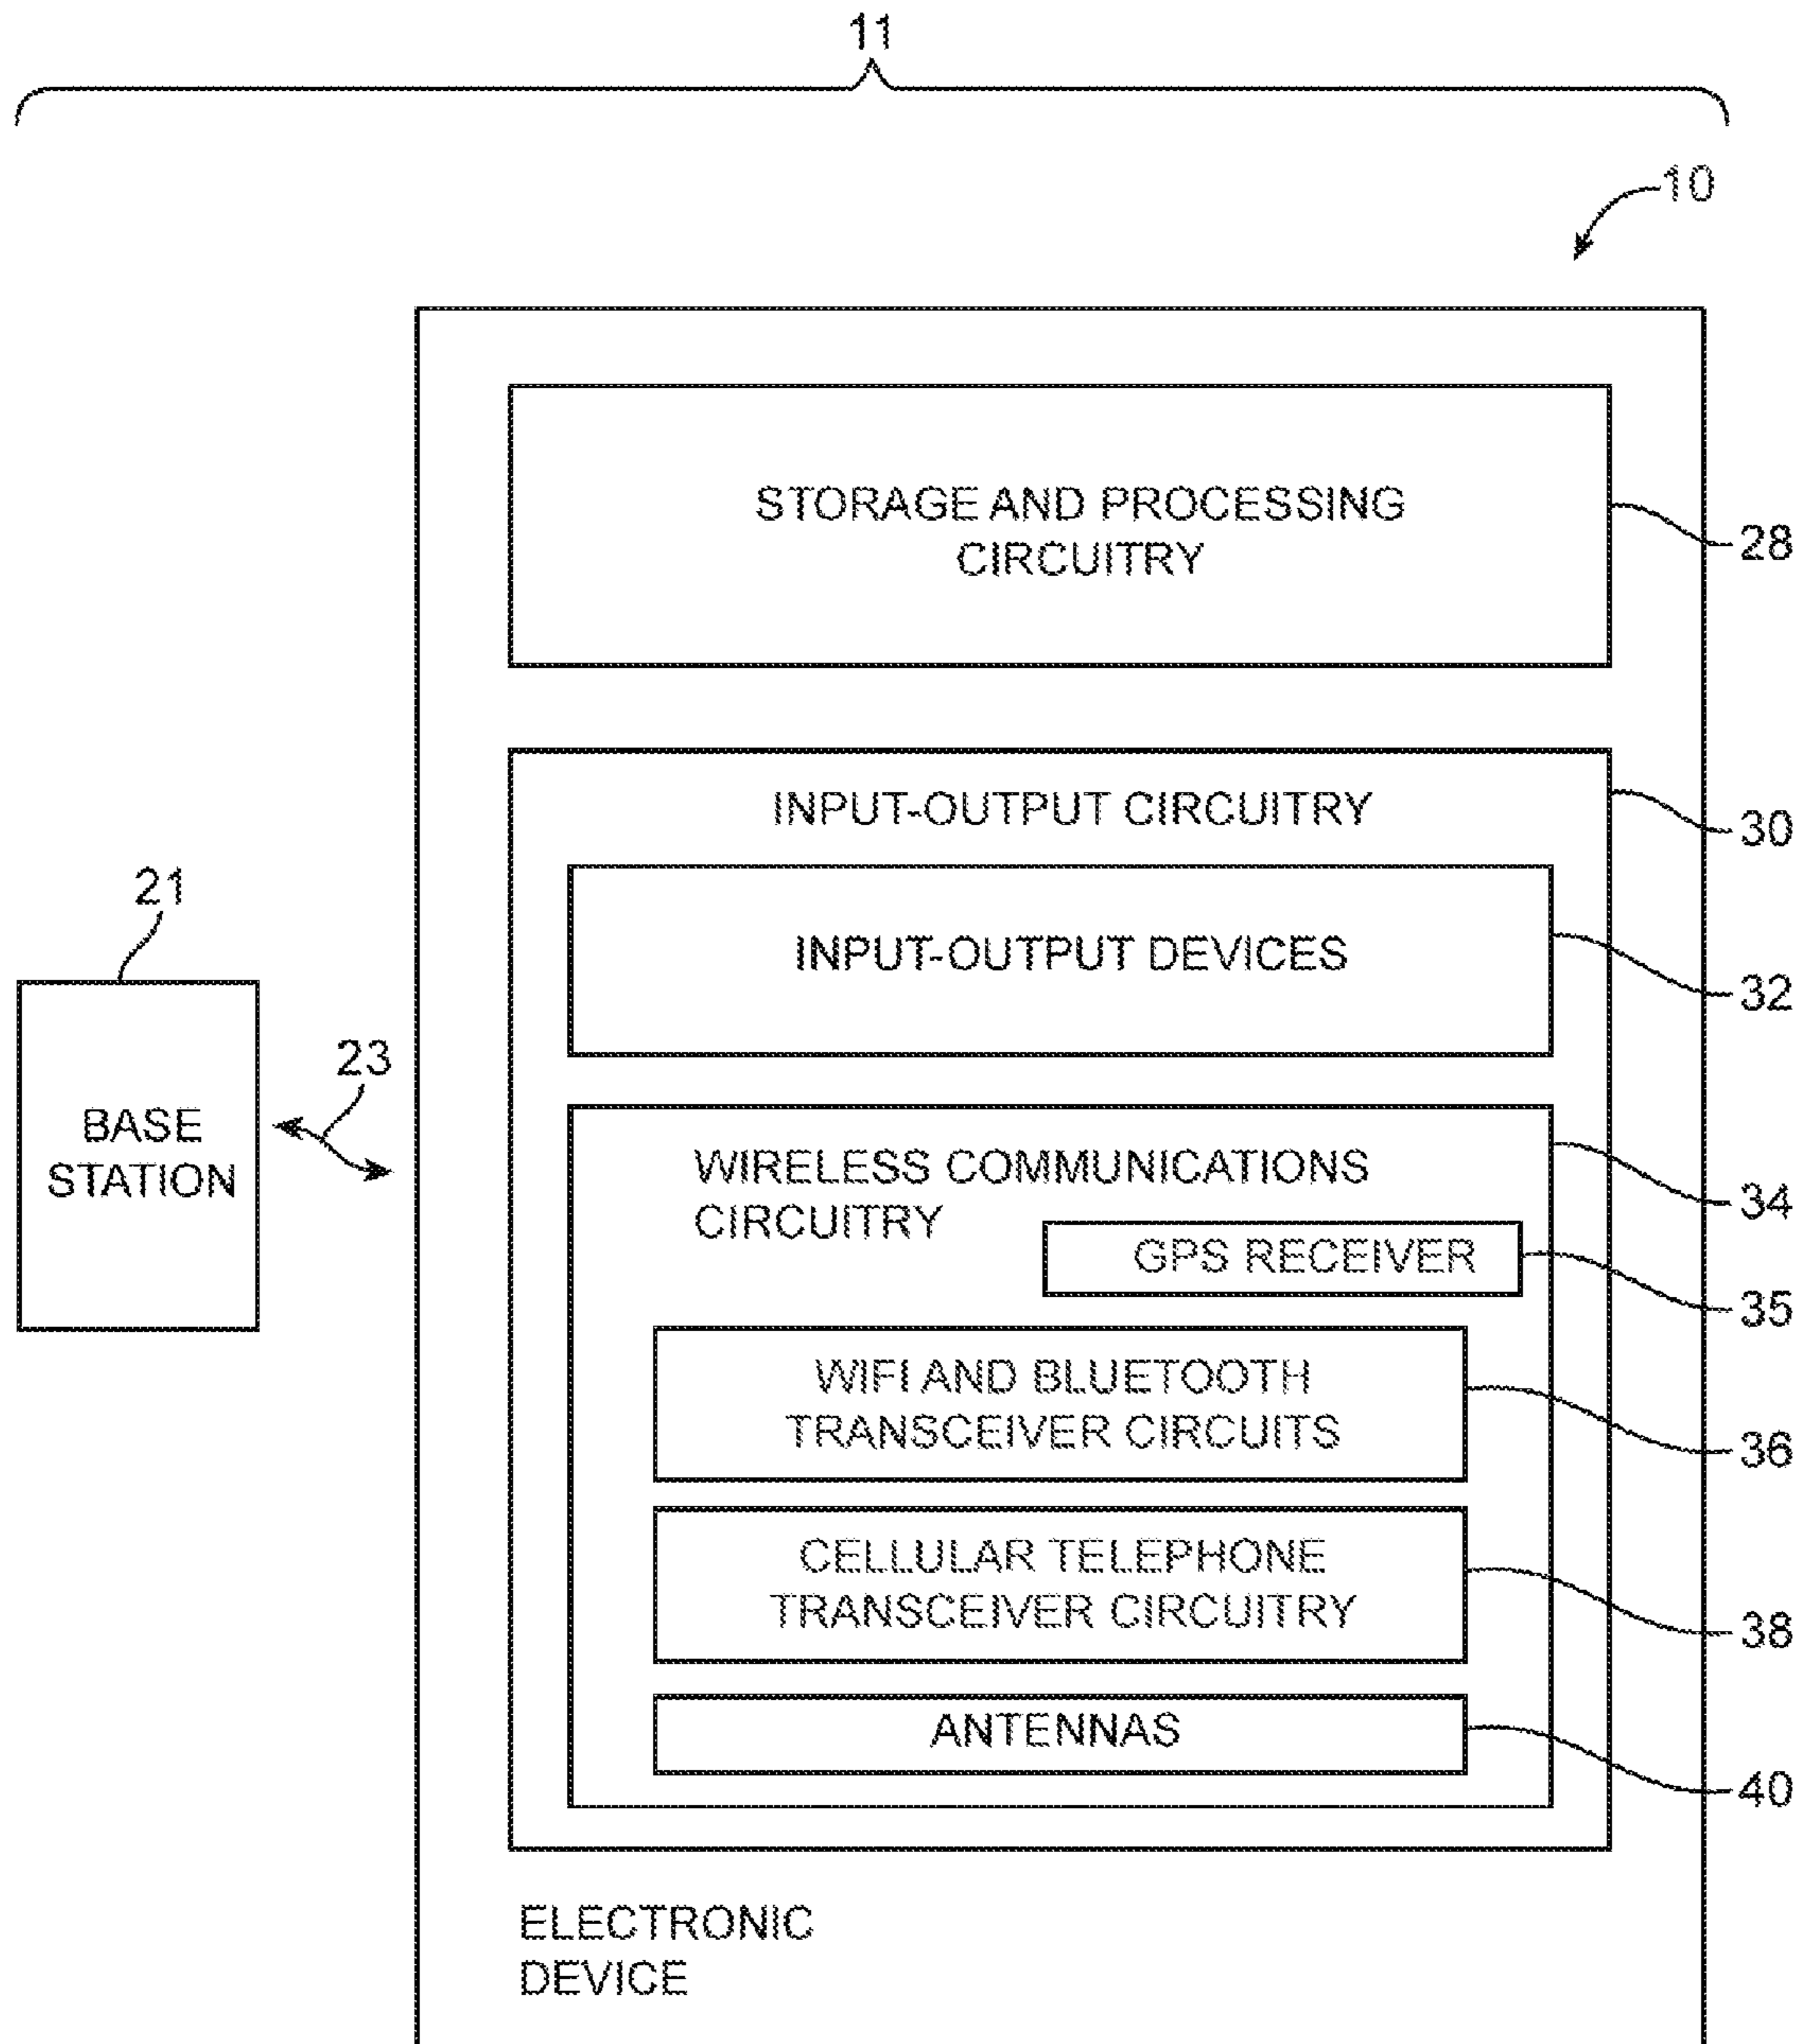 11
10
STORAGE AND PROCESSING
CIRCUITRY
28
INPUT-OUTPUT CIRCUITRY
30
21
INPUT-OUTPUT DEVICES
32
23
BASE
STATION
WIRELESS COMMUNICATIONS
CIRCUITRY
34
GPS RECEIVER
35
WIFI AND BLUETOOTH
TRANSCEIVER CIRCUITS
36
CELLULAR TELEPHONE
TRANSCEIVER CIRCUITRY
38
ANTENNAS
40
ELECTRONIC
DEVICE